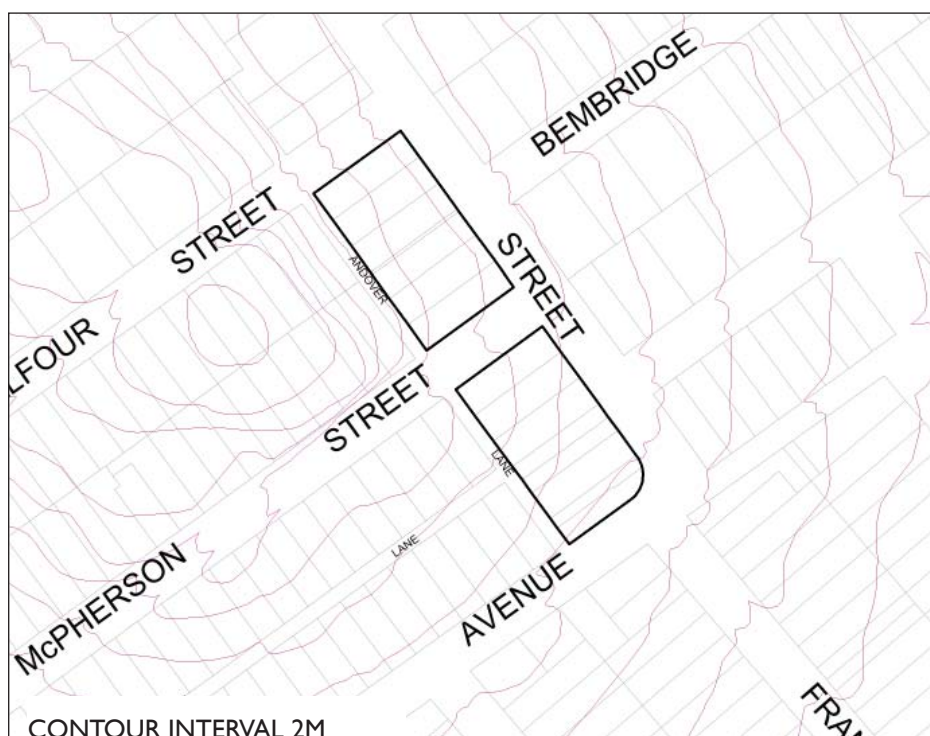 BEMBRIDGE
STREET
STREET
ANDOVER
LFOUR
STREET
LANE
LANE
McPHERSON
AVENUE
FRAN
CONTOUR INTERVAL 2M